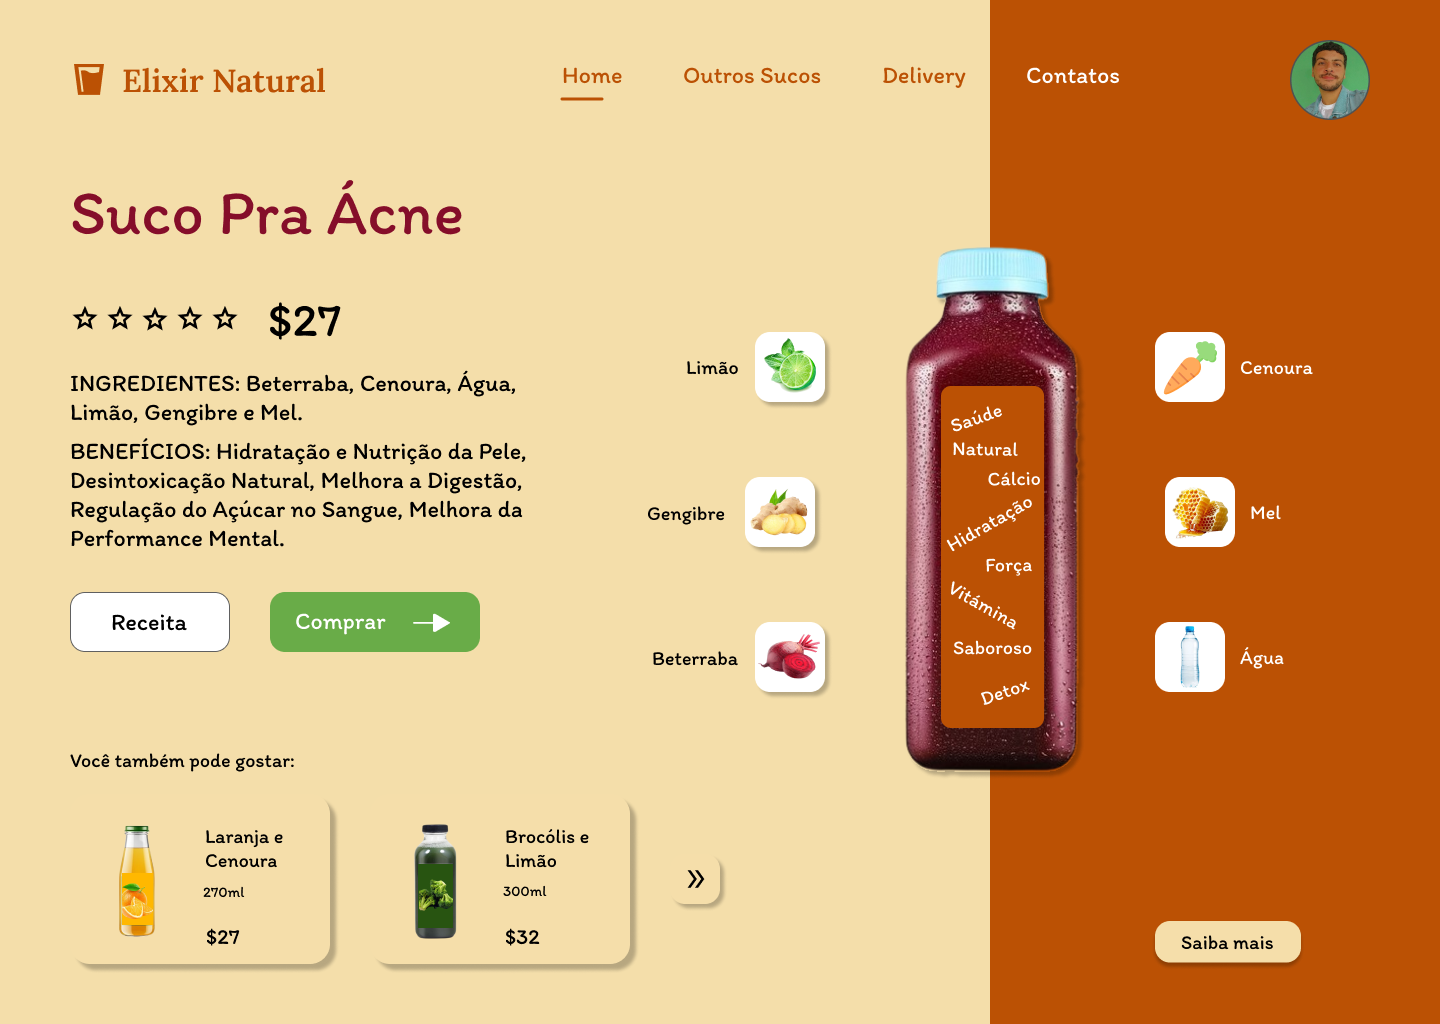 Elixir Natural
Home
Outros Sucos
Delivery
Contatos
Suco Pra Ácne
$27
INGREDIENTES: Beterraba, Cenoura, Água,
Limão, Gengibre e Mel.
BENEFÍCIOS: Hidratação e Nutrição da Pele,
Desintoxicação Natural, Melhora a Digestão,
Regulação do Açúcar no Sangue, Melhora da
Performance Mental.
Receita
Comprar
Limão
Gengibre
Beterraba
Saúde
Natural
Cálcio
Hidratação
Força
Vitámina
Saboroso
Detox
Cenoura
Mel
Água
Você também pode gostar:
Laranja e
Cenoura
270ml
$27
Brocólis e
Limão
300ml
$32
»
Saiba mais